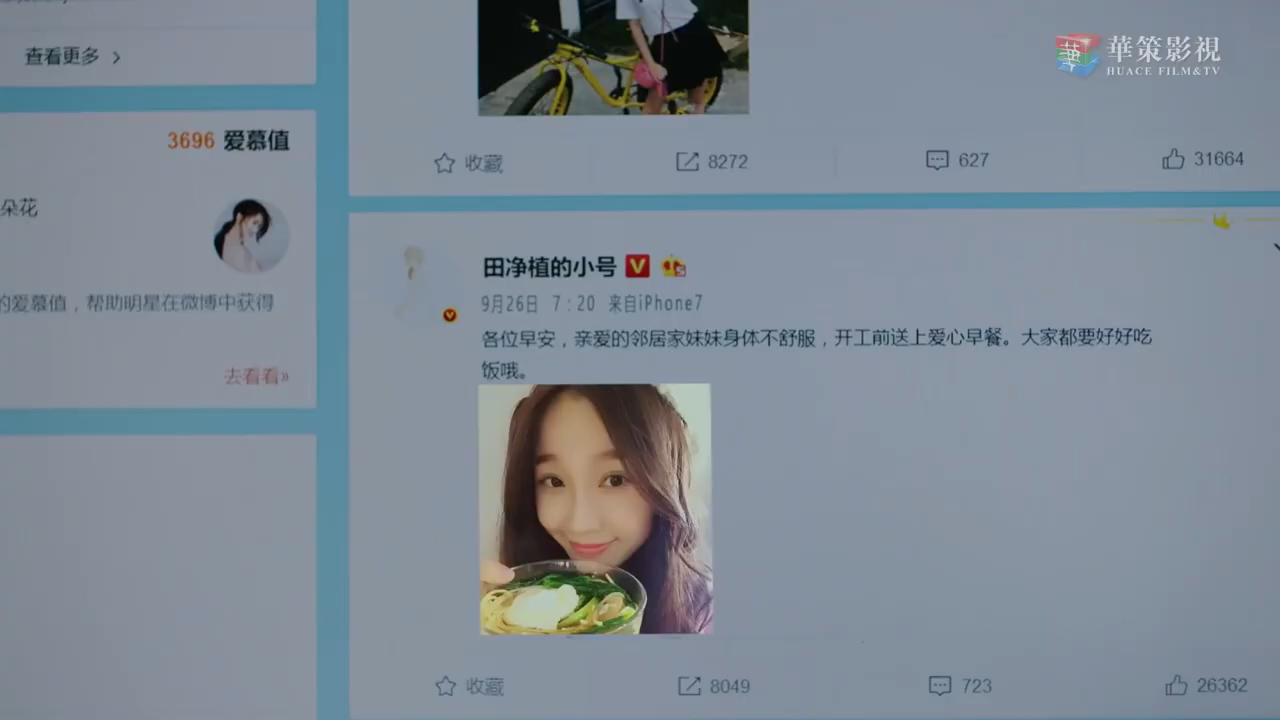 華策影視
HUACE FILM&TV
查看更多 >
3696 爱慕值
朵花
的爱慕值，帮助明星在微博中获得
去看看»
收藏 8272 627 31664
田净植的小号
9月26日 7:20 来自iPhone7
各位早安，亲爱的邻居家妹妹身体不舒服，开工前送上爱心早餐。大家都要好好吃
饭哦。
收藏 8049 723 26362